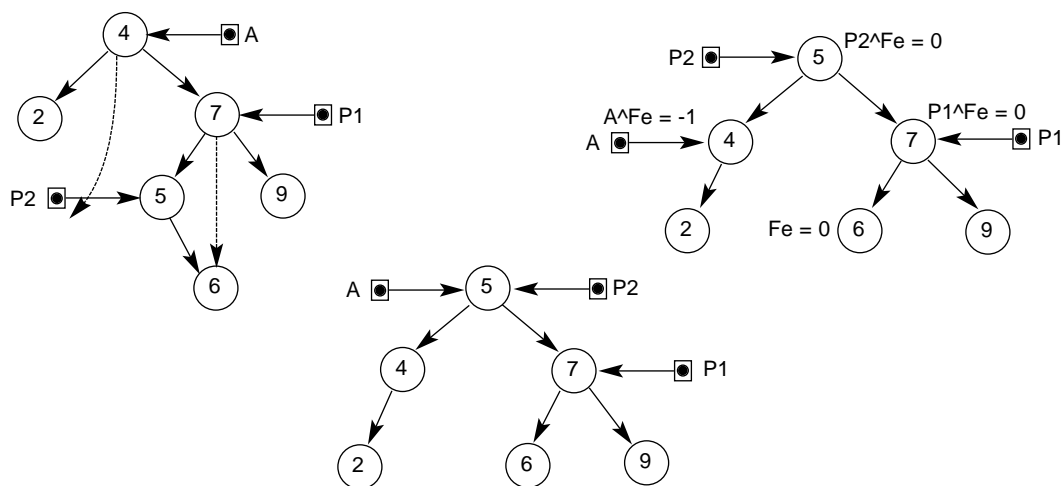 4 A
2
7 P1
P2 5 9
6
P2 5 P2^Fe = 0
A^Fe = -1 P1^Fe = 0
A 4 7 P1
2 Fe = 0 6 9
A 5 P2
4 7 P1
2 6 9